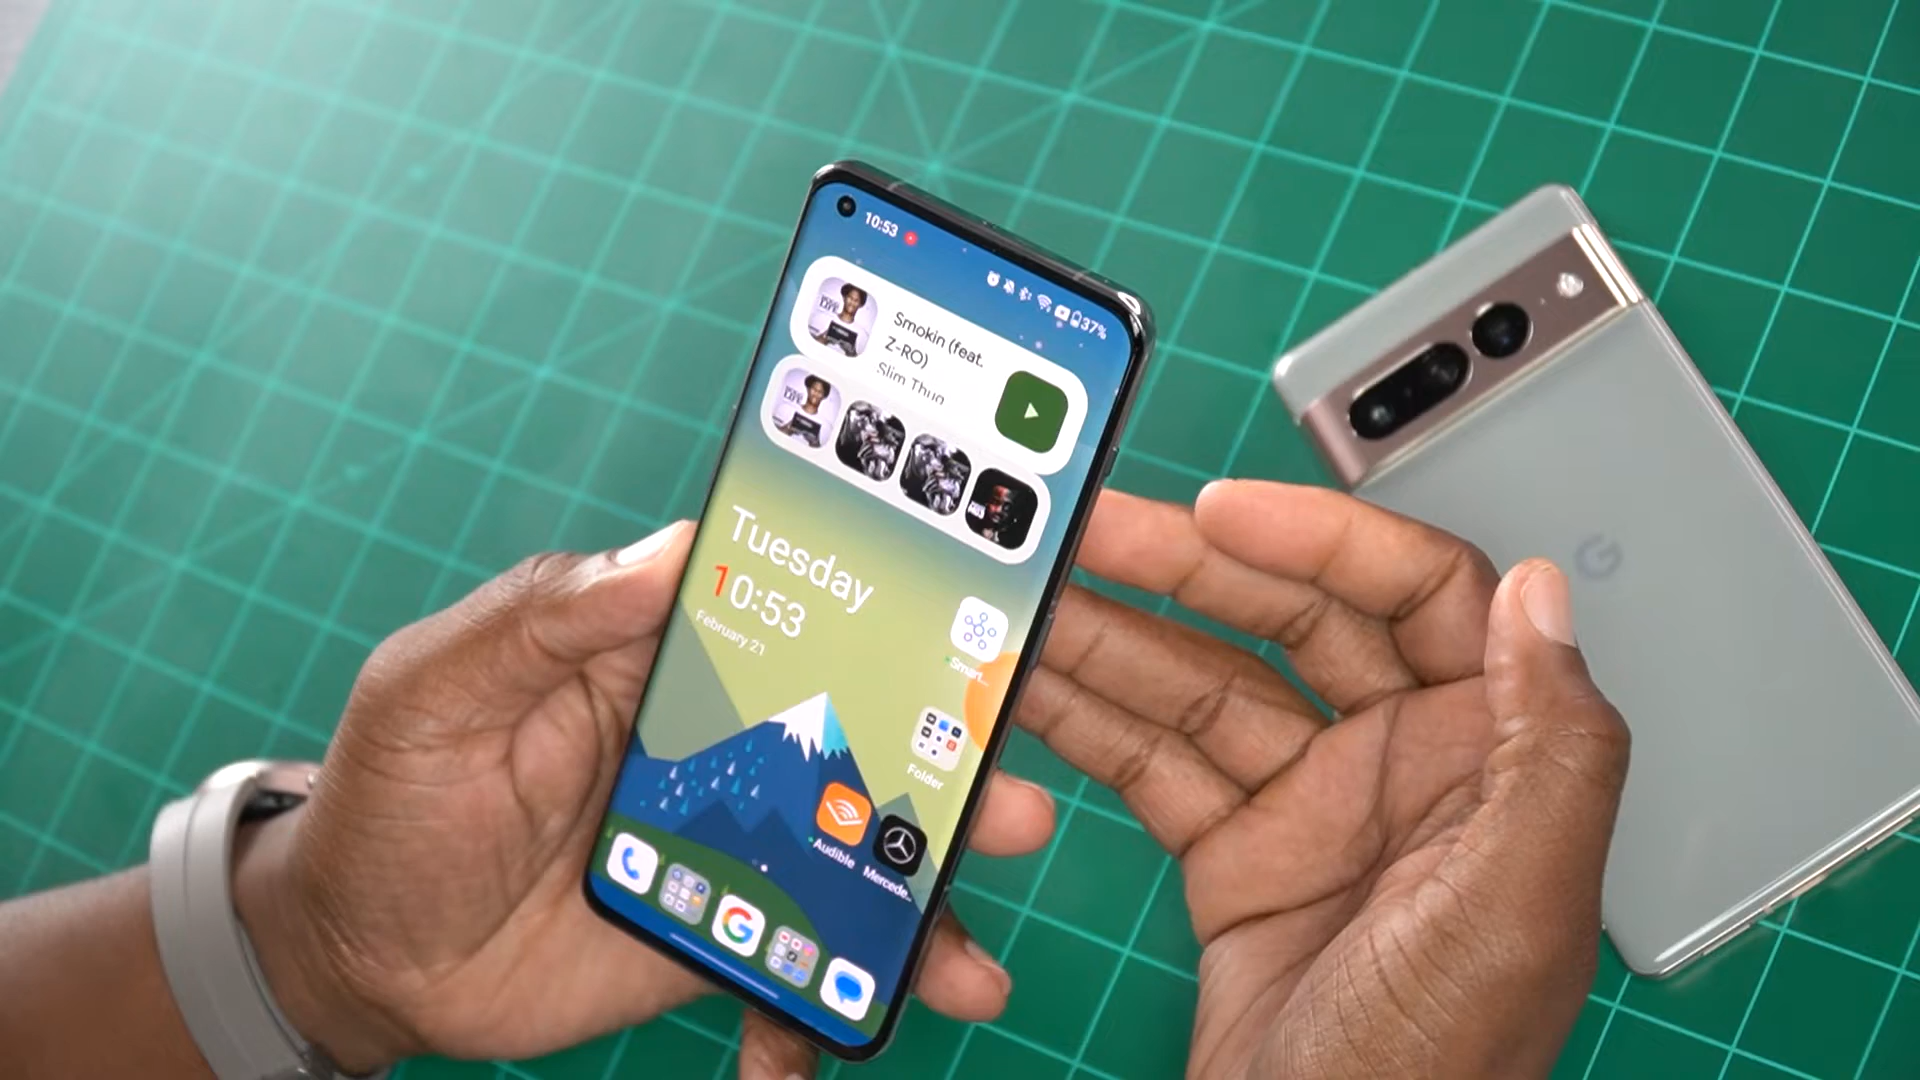 10:53
37%
Smokin (feat.
Z-RO)
Slim Thug
Tuesday
10:53
February 21
Smart...
Folder
Audible
Mercede...
G
G